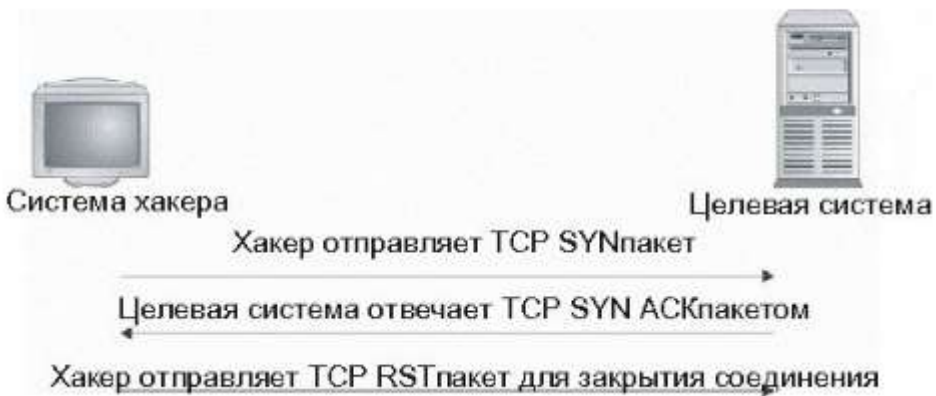 Система хакера
Целевая система
Хакер отправляет TCP SYNпакет
Целевая система отвечает TCP SYN ACKпакетом
Хакер отправляет TCP RSTпакет для закрытия соединения